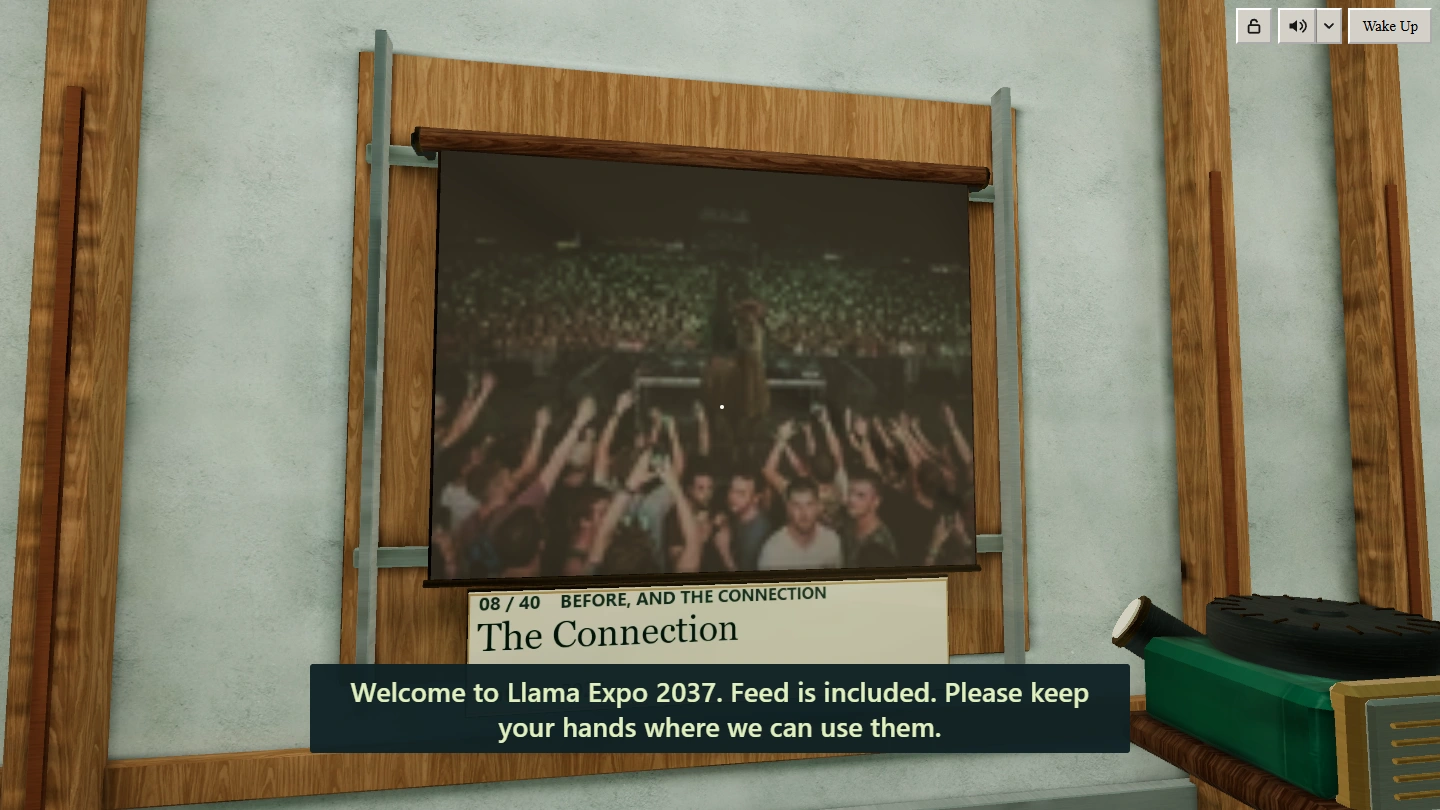 Wake Up
08 / 40 BEFORE, AND THE CONNECTION
The Connection
Welcome to Llama Expo 2037. Feed is included. Please keep
your hands where we can use them.